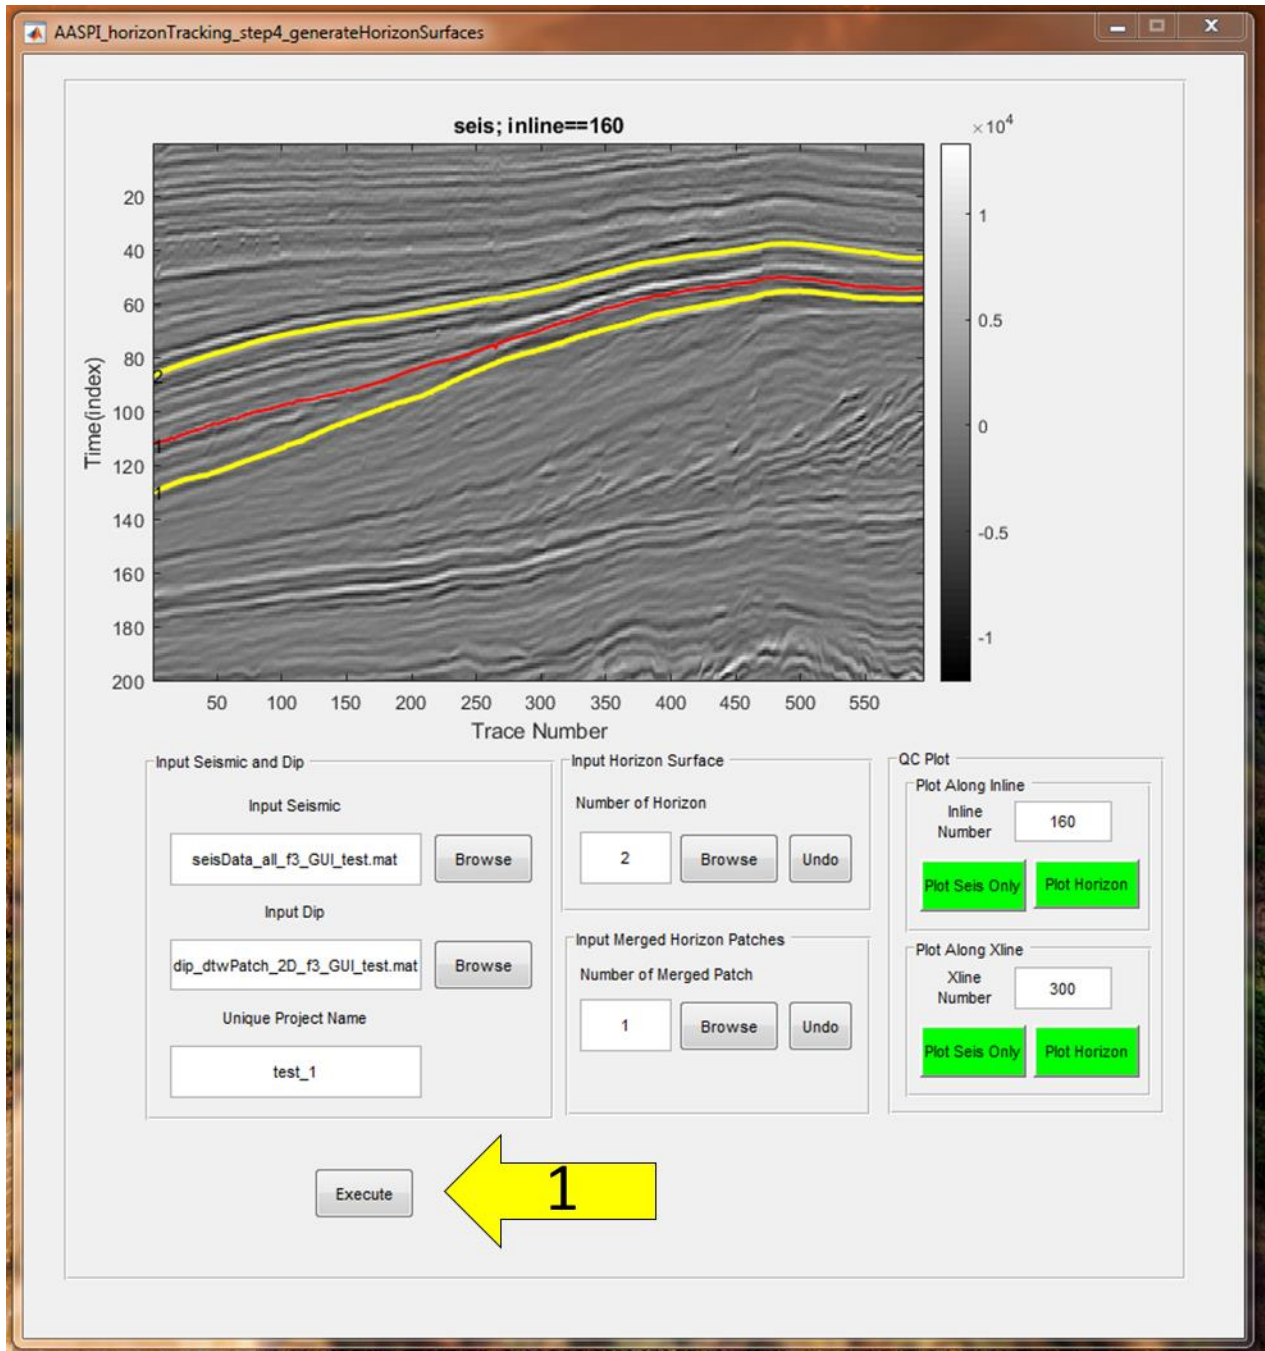 AASPI_horizonTracking_step4_generateHorizonSurfaces
seis; inline==160
×10⁴
20
40
60
80
100
120
140
160
180
200
Time(index)
2
1
1
50 100 150 200 250 300 350 400 450 500 550
Trace Number
1
0.5
0
-0.5
-1
Input Seismic and Dip
Input Seismic
seisData_all_f3_GUI_test.mat Browse
Input Dip
dip_dtwPatch_2D_f3_GUI_test.mat Browse
Unique Project Name
test_1
Input Horizon Surface
Number of Horizon
2 Browse Undo
Input Merged Horizon Patches
Number of Merged Patch
1 Browse Undo
QC Plot
Plot Along Inline
Inline
Number
160
Plot Seis Only Plot Horizon
Plot Along Xline
Xline
Number
300
Plot Seis Only Plot Horizon
Execute
1